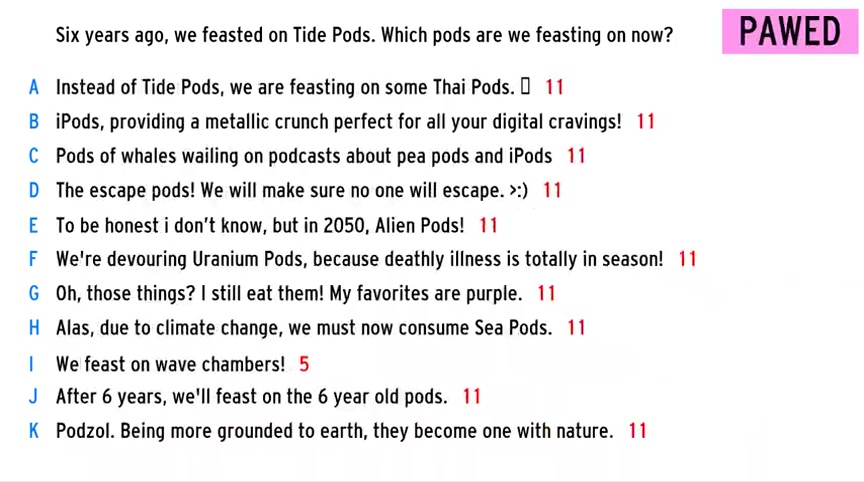 Six years ago, we feasted on Tide Pods. Which pods are we feasting on now?
PAWED
A Instead of Tide Pods, we are feasting on some Thai Pods. 11
B iPods, providing a metallic crunch perfect for all your digital cravings! 11
C Pods of whales wailing on podcasts about pea pods and iPods 11
D The escape pods! We will make sure no one will escape. >:) 11
E To be honest i don't know, but in 2050, Alien Pods! 11
F We're devouring Uranium Pods, because deathly illness is totally in season! 11
G Oh, those things? I still eat them! My favorites are purple. 11
H Alas, due to climate change, we must now consume Sea Pods. 11
I We feast on wave chambers! 5
J After 6 years, we'll feast on the 6 year old pods. 11
K Podzol. Being more grounded to earth, they become one with nature. 11